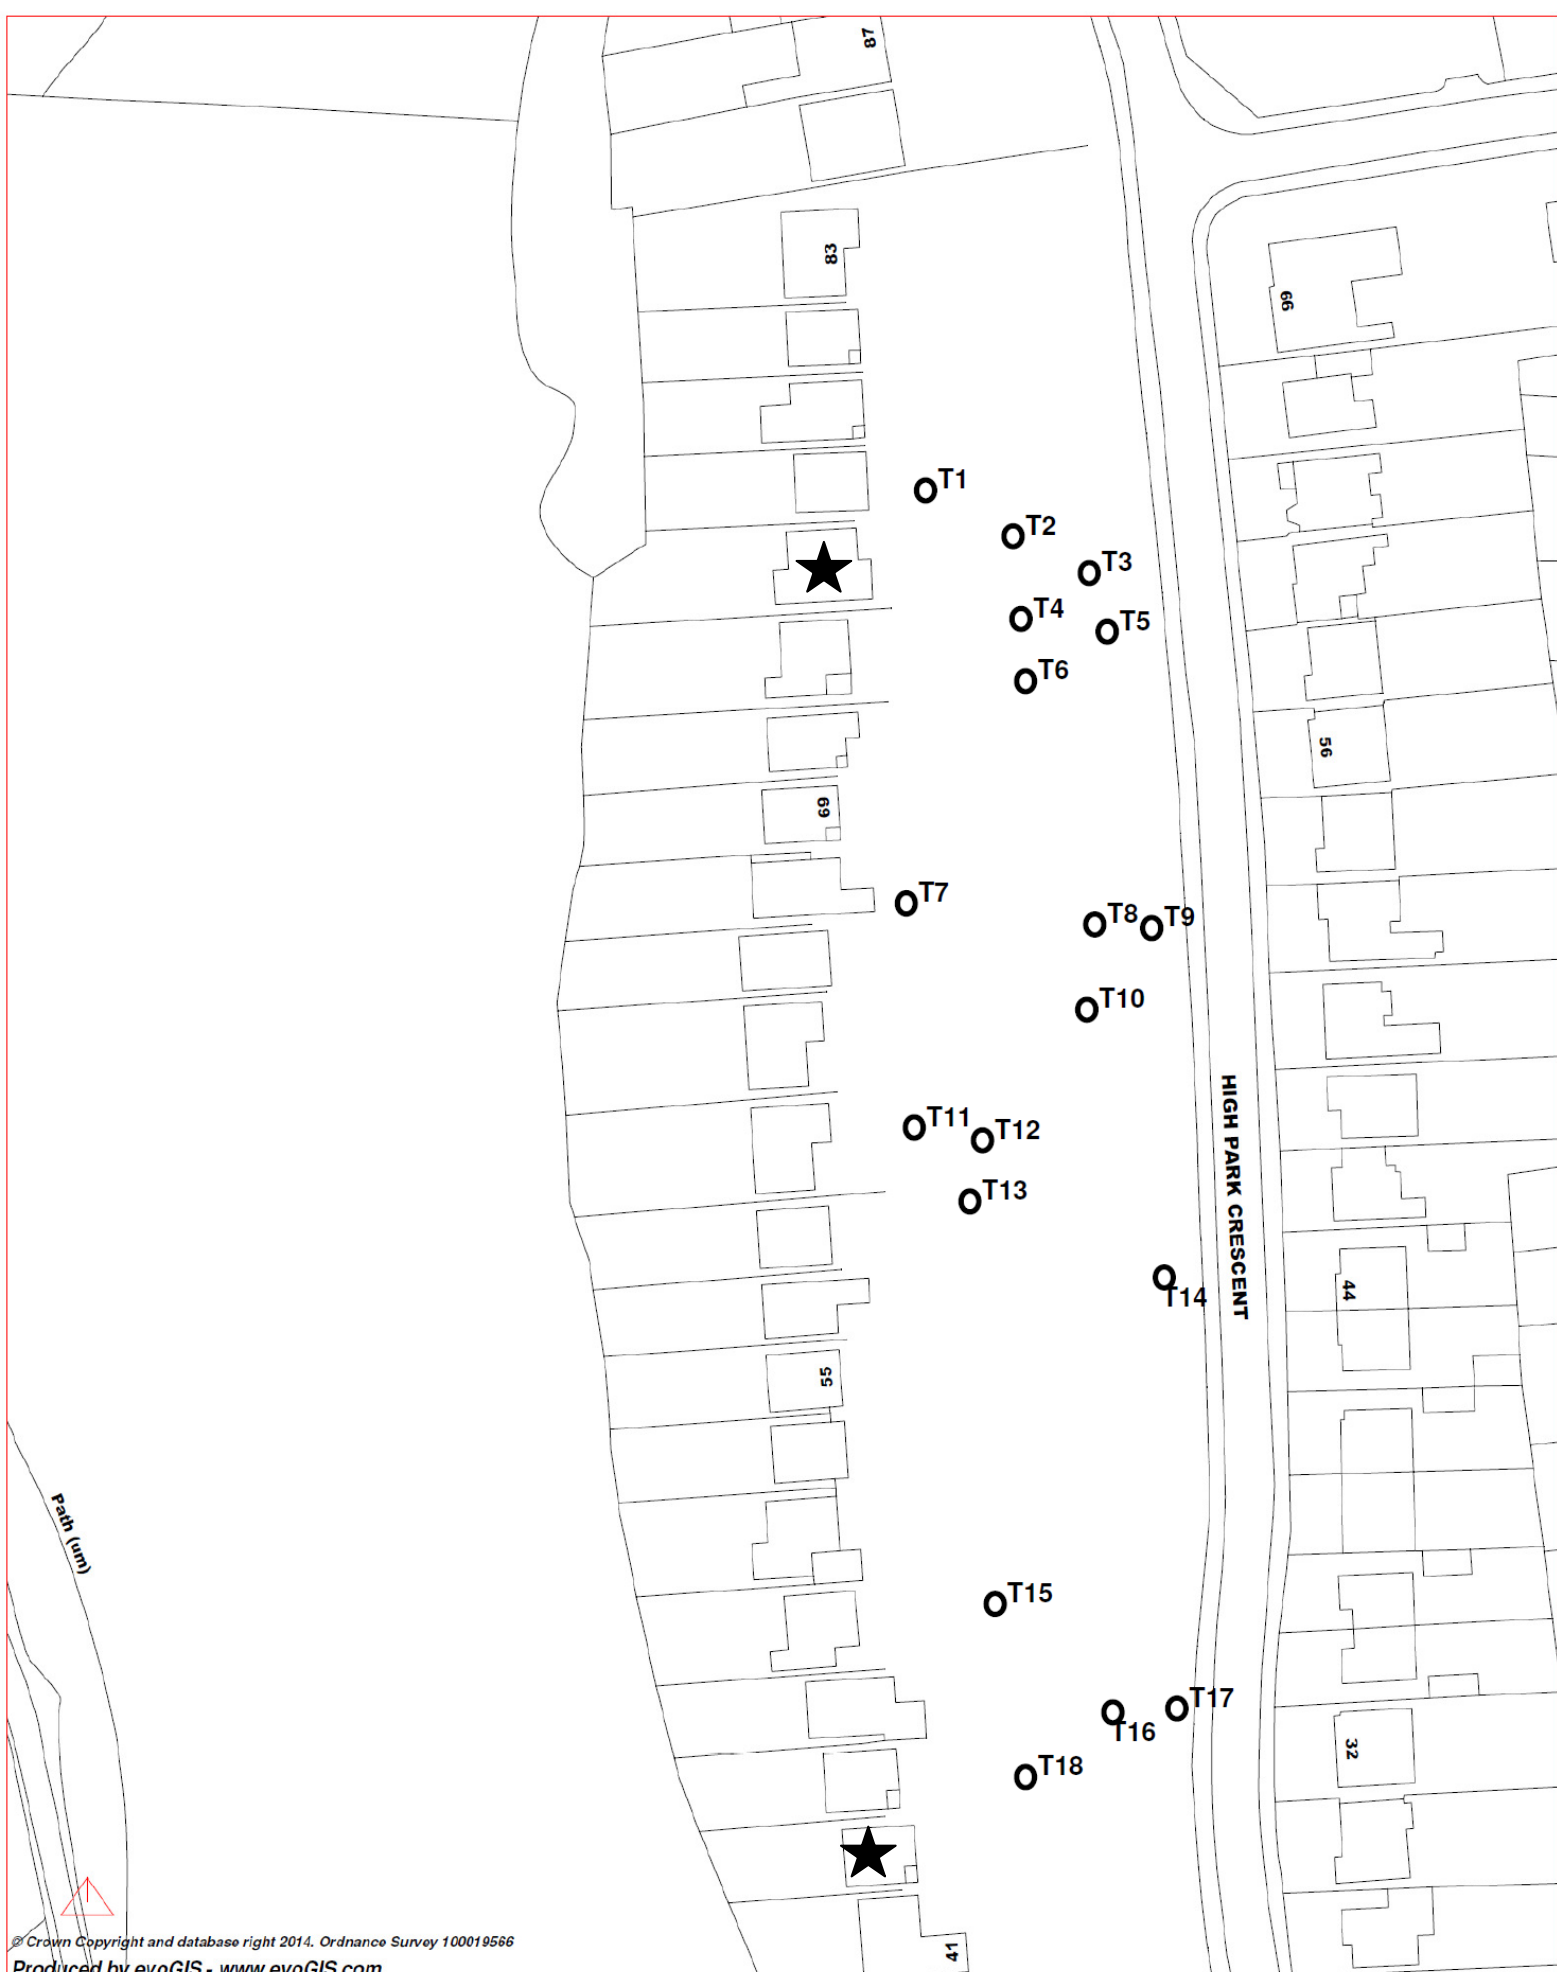 87
83
66
T1
T2
T3
T4
T5
T6
56
69
T7
T8
T9
T10
HIGH PARK CRESCENT
T11
T12
T13
T14
44
55
Path (um)
T15
T17
T16
32
T18
41
© Crown Copyright and database right 2014. Ordnance Survey 100019566
Produced by evoGIS - www.evoGIS.com